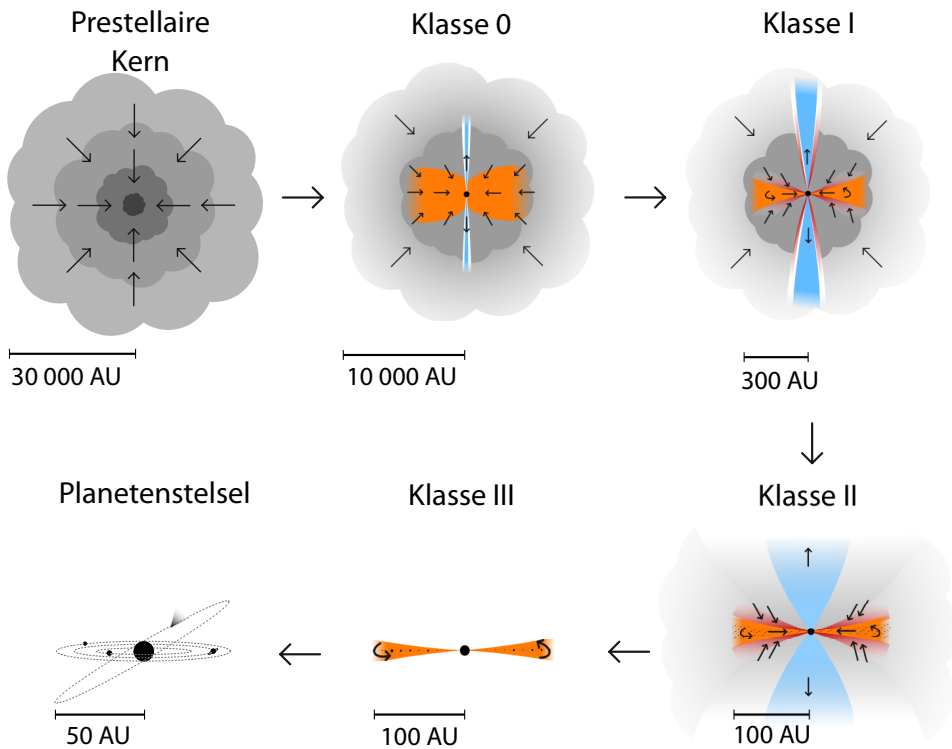 Prestellaire
Kern
Klasse 0
Klasse I
30 000 AU
10 000 AU
300 AU
Planetenstelsel
Klasse III
Klasse II
50 AU
100 AU
100 AU